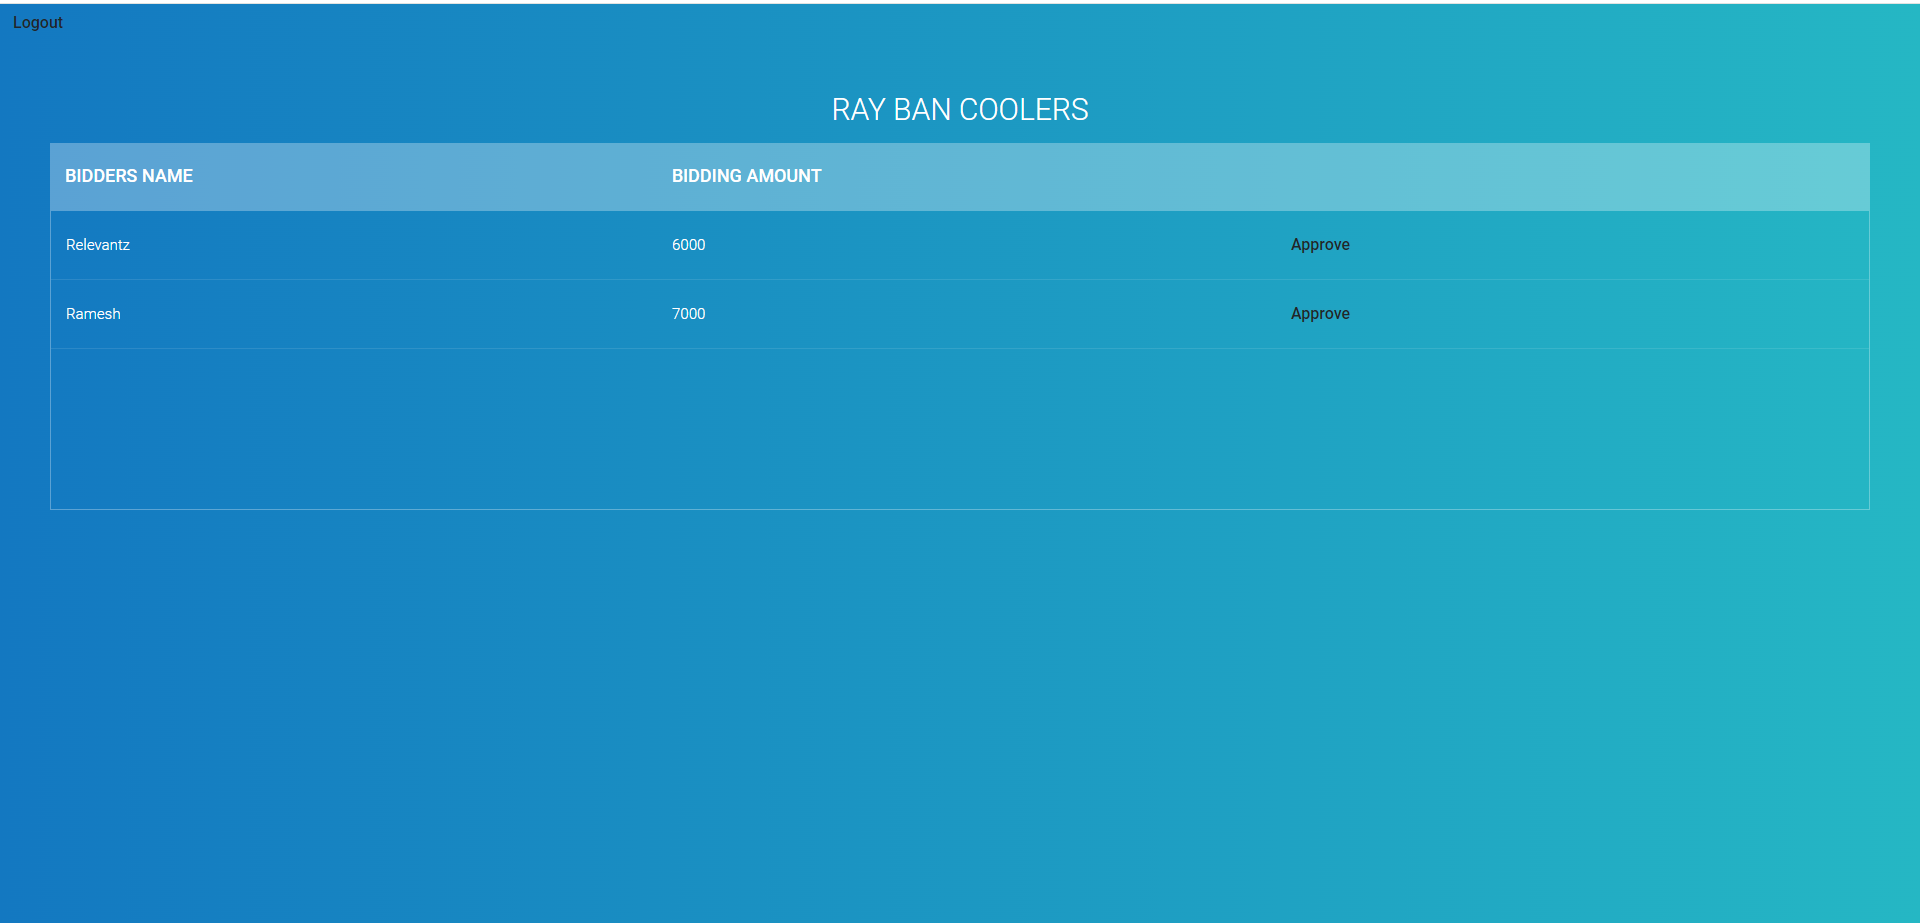 Logout
RAY BAN COOLERS
BIDDERS NAME BIDDING AMOUNT
Relevantz 6000 Approve
Ramesh 7000 Approve